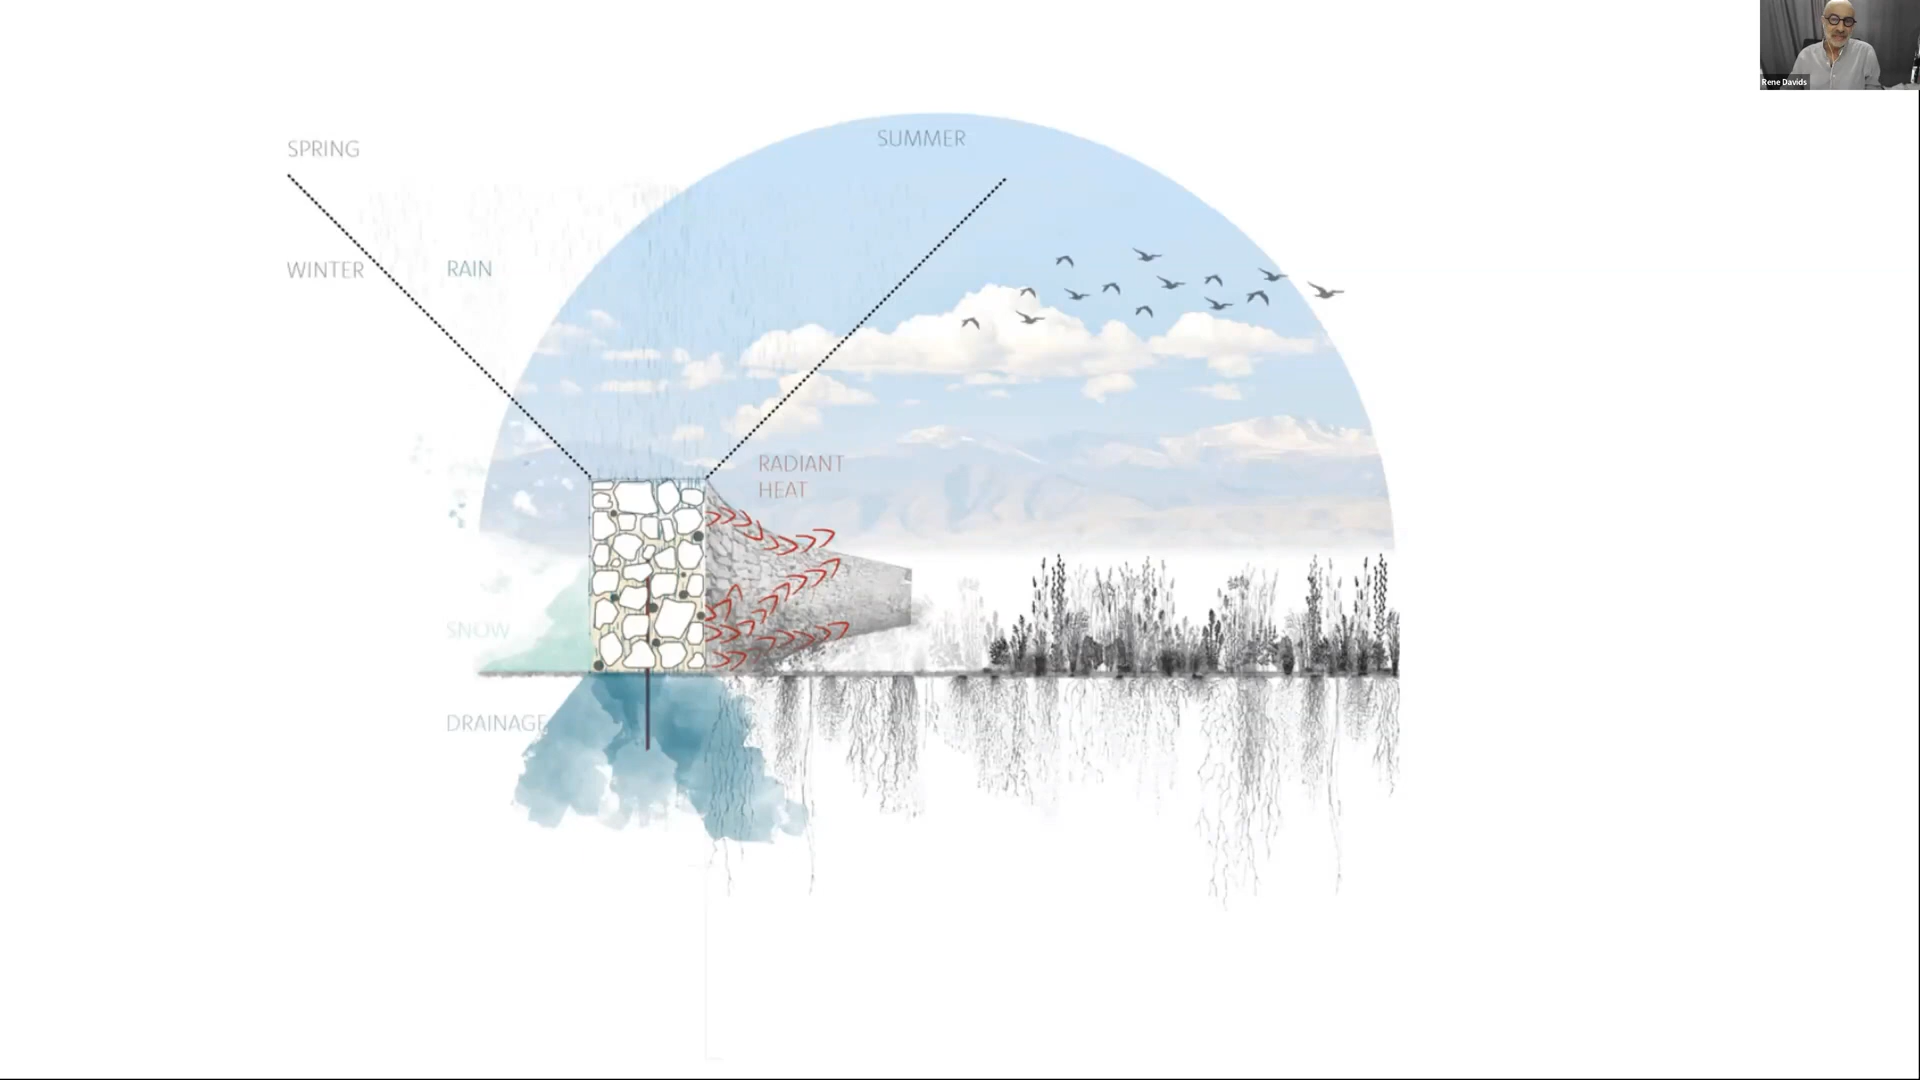 Rene Davids
SPRING
SUMMER
WINTER
RAIN
RADIANT
HEAT
SNOW
DRAINAGE